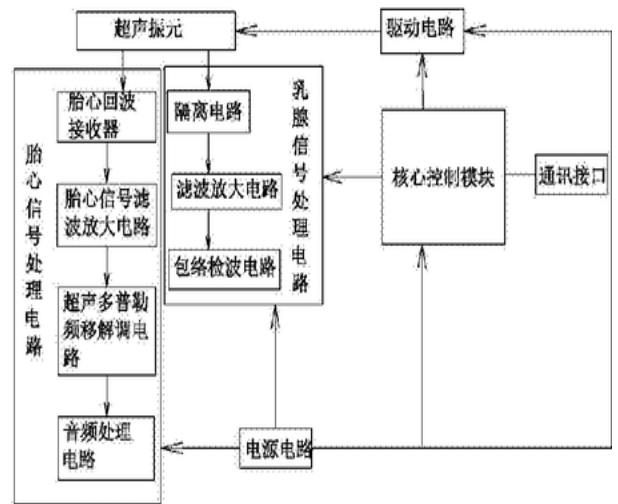 超声振元
驱动电路
胎心回波
接收器
隔离电路
乳腺信号处理电路
胎心信号处理电路
核心控制模块
通讯接口
胎心信号滤
波放大电路
滤波放大电路
包络检波电路
超声多普勒
频移解调电
路
音频处理
电路
电源电路